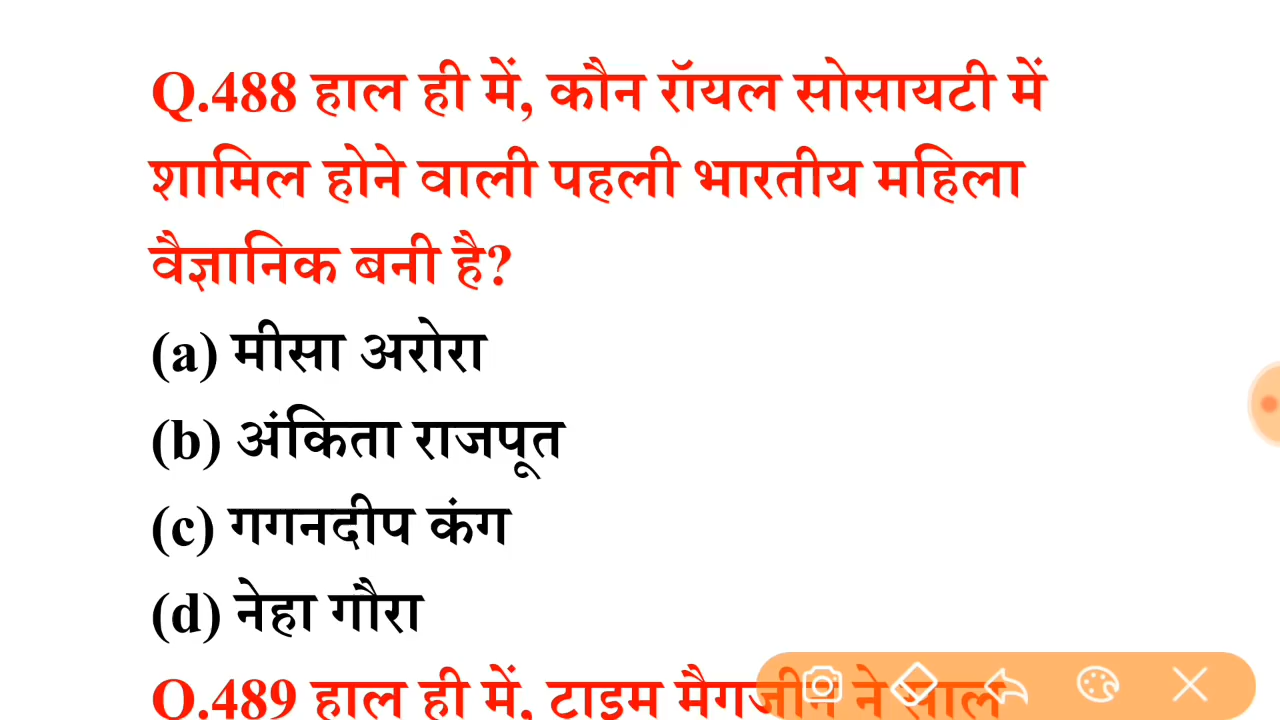 Q.488 हाल ही में, कौन रॉयल सोसायटी में
शामिल होने वाली पहली भारतीय महिला
वैज्ञानिक बनी है?
(a) मीसा अरोरा
(b) अंकिता राजपूत
(c) गगनदीप कंग
(d) नेहा गौरा
Q.489 हाल ही में, टाइम मैगजीन ने साल